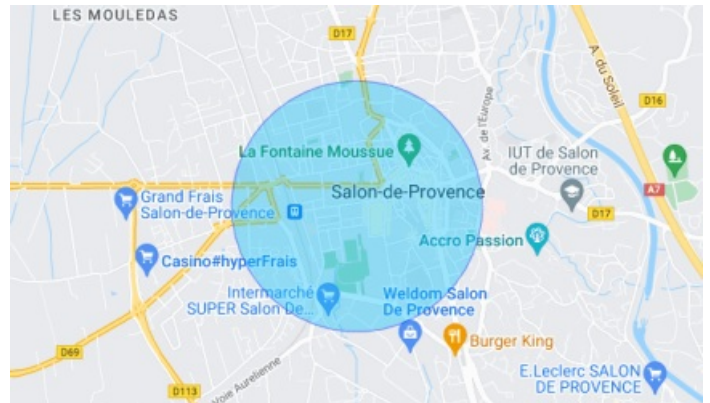 LES MOULEDAS
D17
A. du Soleil
D16
Av. de l'Europe
La Fontaine Moussue
IUT de Salon
de Provence
Salon-de-Provence
A7
Grand Frais
Salon-de-Provence
D17
Accro Passion
Casino#hyperFrais
Intermarché
SUPER Salon De...
Weldom Salon
De Provence
Burger King
D69
E.Leclerc SALON
DE PROVENCE
D113
Voie Aurelienne